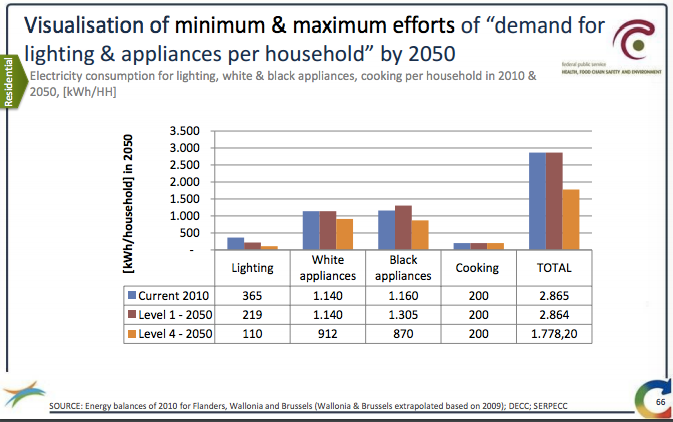 Visualisation of minimum & maximum efforts of “demand for
lighting & appliances per household” by 2050
Residential
Electricity consumption for lighting, white & black appliances, cooking per household in 2010 &
2050, [kWh/HH]
federal public service
HEALTH, FOOD CHAIN SAFETY AND ENVIRONMENT
[kWh/household] in 2050
3.500
3.000
2.500
2.000
1.500
1.000
500
-
Lighting White appliances Black appliances Cooking TOTAL
Current 2010 365 1.140 1.160 200 2.865
Level 1 - 2050 219 1.140 1.305 200 2.864
Level 4 - 2050 110 912 870 200 1.778,20
SOURCE: Energy balances of 2010 for Flanders, Wallonia and Brussels (Wallonia & Brussels extrapolated based on 2009); DECC; SERPECC
66